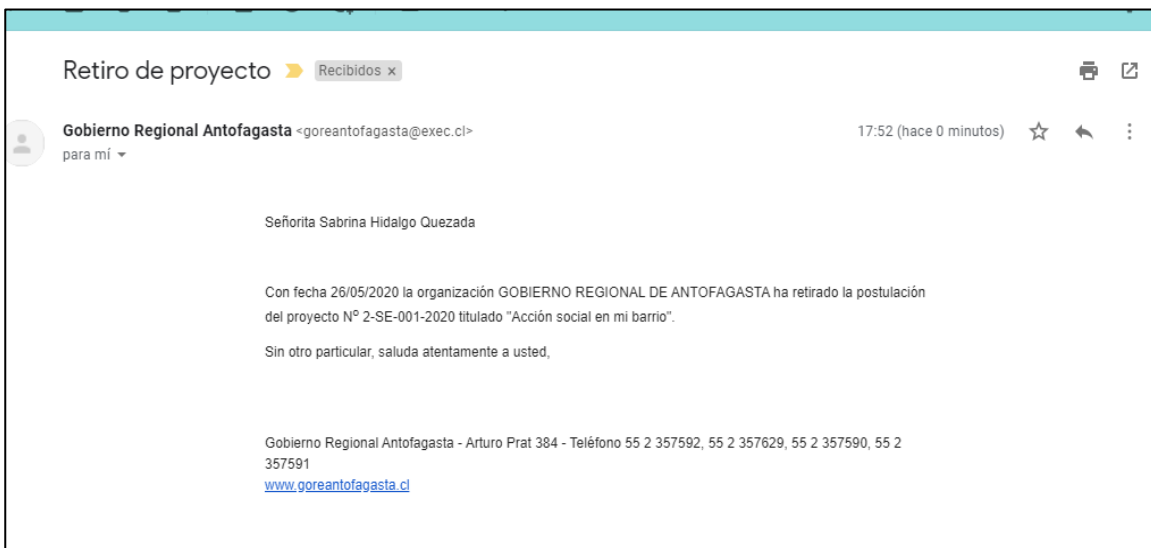 Retiro de proyecto Recibidos x
Gobierno Regional Antofagasta <goreantofagasta@exec.cl> 17:52 (hace 0 minutos)
para mí
Señorita Sabrina Hidalgo Quezada
Con fecha 26/05/2020 la organización GOBIERNO REGIONAL DE ANTOFAGASTA ha retirado la postulación
del proyecto Nº 2-SE-001-2020 titulado "Acción social en mi barrio".
Sin otro particular, saluda atentamente a usted,
Gobierno Regional Antofagasta - Arturo Prat 384 - Teléfono 55 2 357592, 55 2 357629, 55 2 357590, 55 2
357591
www.goreantofagasta.cl